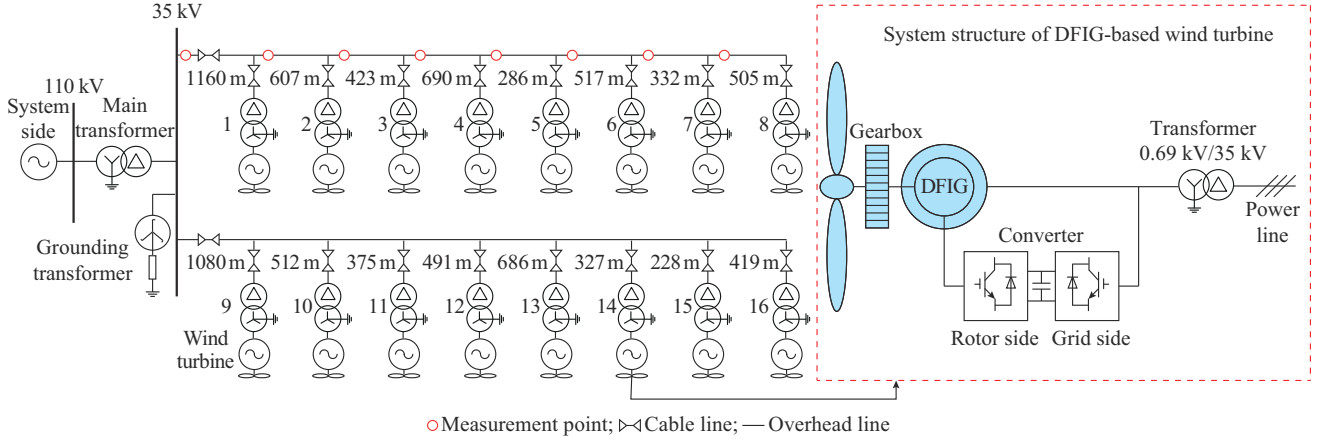 35 kV
110 kV
System
side
Main
transformer
Grounding
transformer
1160 m 607 m 423 m 690 m 286 m 517 m 332 m 505 m
1 2 3 4 5 6 7 8
1080 m 512 m 375 m 491 m 686 m 327 m 228 m 419 m
9 10 11 12 13 14 15 16
Wind
turbine
System structure of DFIG-based wind turbine
Gearbox
DFIG
Transformer
0.69 kV/35 kV
Power
line
Converter
Rotor side Grid side
Measurement point; Cable line; Overhead line